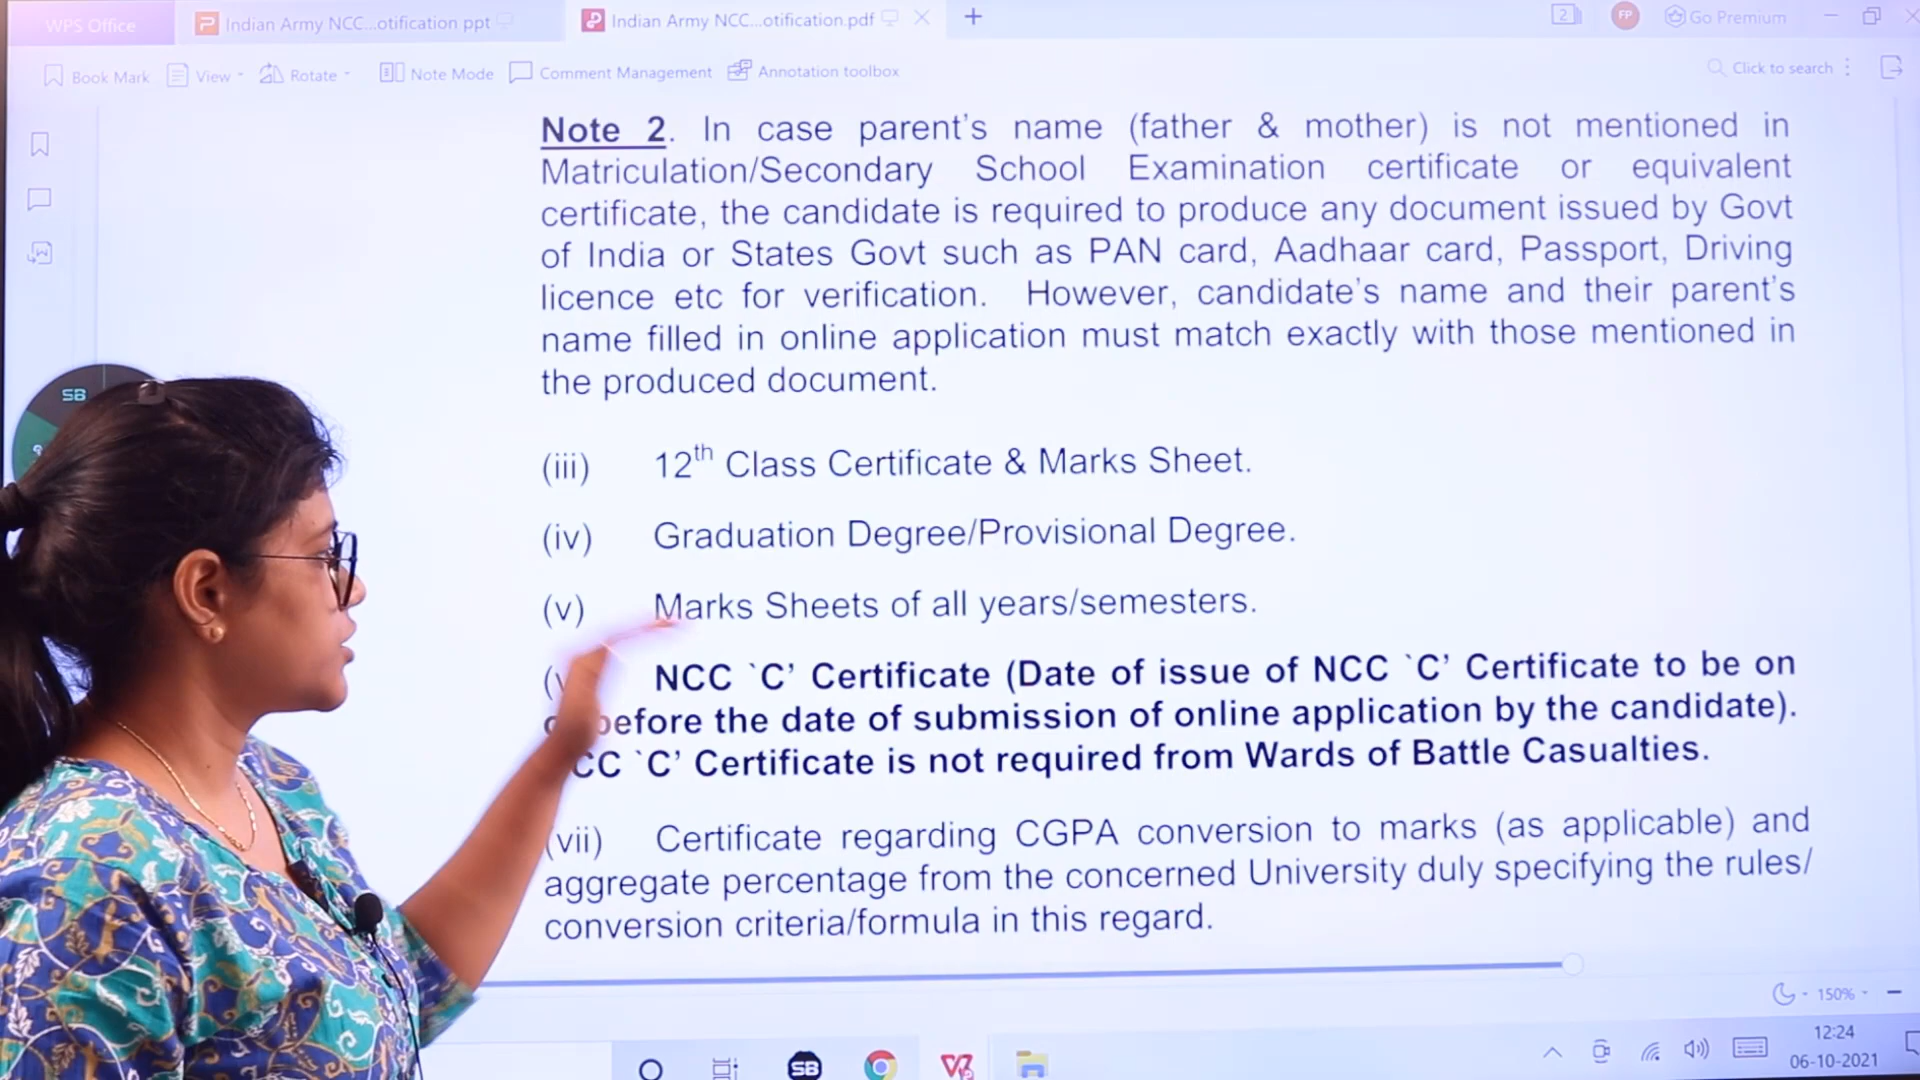 WPS Office
Indian Army NCC...otification ppt
Indian Army NCC...otification.pdf
2
FP
Go Premium
Book Mark
View
Rotate
Note Mode
Comment Management
Annotation toolbox
Click to search
Note 2. In case parent's name (father & mother) is not mentioned in
Matriculation/Secondary School Examination certificate or equivalent
certificate, the candidate is required to produce any document issued by Govt
of India or States Govt such as PAN card, Aadhaar card, Passport, Driving
licence etc for verification. However, candidate's name and their parent's
name filled in online application must match exactly with those mentioned in
the produced document.
SB
(iii) 12th Class Certificate & Marks Sheet.
(iv) Graduation Degree/Provisional Degree.
(v) Marks Sheets of all years/semesters.
NCC `C' Certificate (Date of issue of NCC `C' Certificate to be on
before the date of submission of online application by the candidate).
CC `C' Certificate is not required from Wards of Battle Casualties.
(vii) Certificate regarding CGPA conversion to marks (as applicable) and
aggregate percentage from the concerned University duly specifying the rules/
conversion criteria/formula in this regard.
150%
SB
12:24
06-10-2021